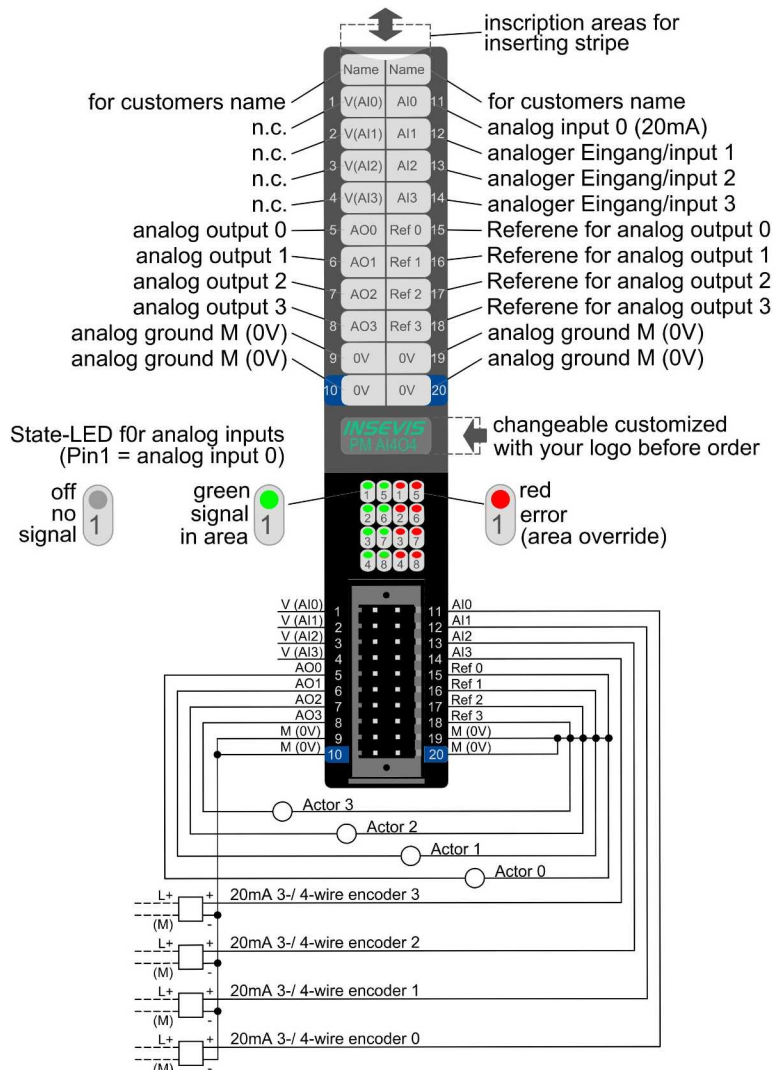 inscription areas for
inserting stripe
Name Name
for customers name
for customers name
1 V(AI0) AI0 11
n.c.
analog input 0 (20mA)
2 V(AI1) AI1 12
n.c.
analoger Eingang/input 1
3 V(AI2) AI2 13
n.c.
analoger Eingang/input 2
4 V(AI3) AI3 14
n.c.
analoger Eingang/input 3
5 AO0 Ref 0 15
analog output 0
Referene for analog output 0
6 AO1 Ref 1 16
analog output 1
Referene for analog output 1
7 AO2 Ref 2 17
analog output 2
Referene for analog output 2
8 AO3 Ref 3 18
analog output 3
Referene for analog output 3
9 0V 0V 19
analog ground M (0V)
analog ground M (0V)
10 0V 0V 20
analog ground M (0V)
analog ground M (0V)
INSEVIS
PM AI4O4
changeable customized
with your logo before order
State-LED f0r analog inputs
(Pin1 = analog input 0)
off
no
signal
1
green
signal
in area
1
1 5 1 5
2 6 2 6
3 7 3 7
4 8 4 8
1
red
error
(area override)
V (AI0) 1 11 AI0
V (AI1) 2 12 AI1
V (AI2) 3 13 AI2
V (AI3) 4 14 AI3
AO0 5 15 Ref 0
AO1 6 16 Ref 1
AO2 7 17 Ref 2
AO3 8 18 Ref 3
M (0V) 9 19 M (0V)
M (0V) 10 20 M (0V)
Actor 3
Actor 2
Actor 1
Actor 0
L+ + 20mA 3-/ 4-wire encoder 3
(M) -
L+ + 20mA 3-/ 4-wire encoder 2
(M) -
L+ + 20mA 3-/ 4-wire encoder 1
(M) -
L+ + 20mA 3-/ 4-wire encoder 0
(M) -